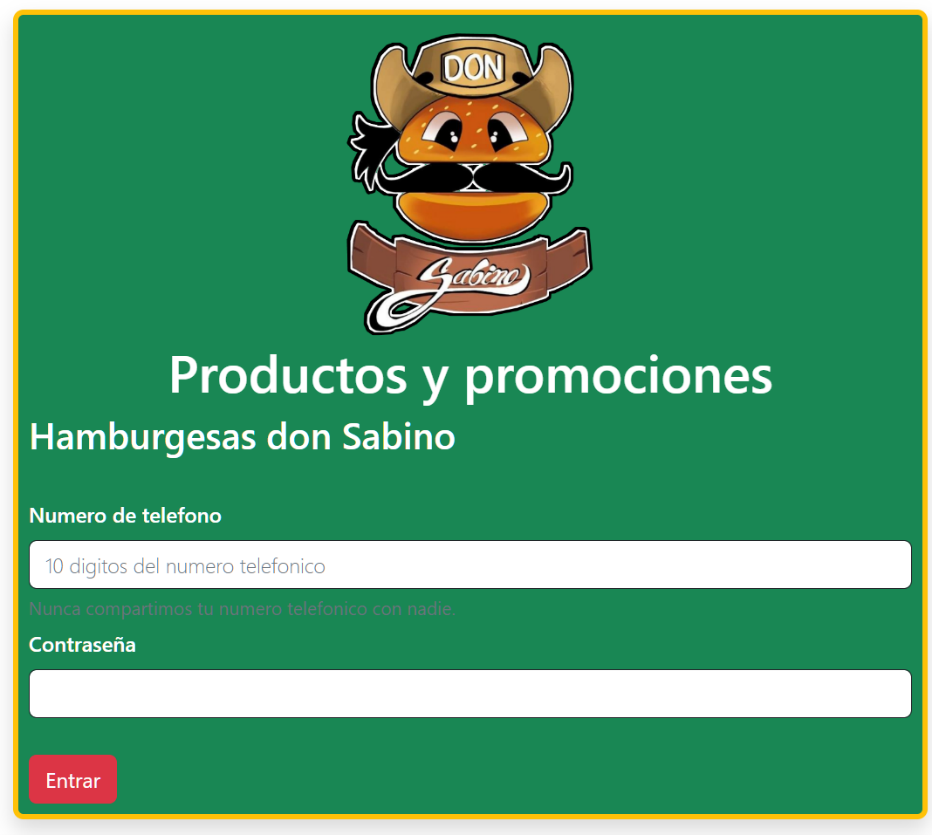 DON
Sabino
Productos y promociones
Hamburgesas don Sabino
Numero de telefono
10 digitos del numero telefonico
Nunca compartimos tu numero telefonico con nadie.
Contraseña
Entrar